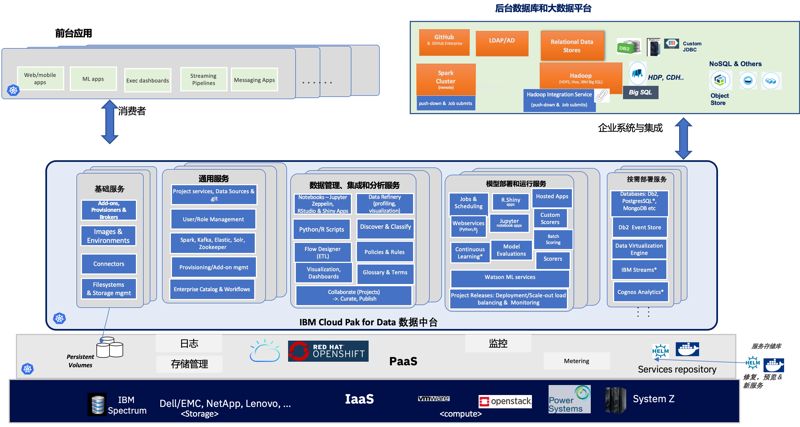 前台应用
Web/mobile
apps
ML apps
Exec dashboards
Streaming
Pipelines
Messaging Apps
......
消费者
后台数据库和大数据平台
GitHub
& GitHub Enterprise
LDAP/AD
Relational Data
Stores
Db2
Custom
JDBC
Spark
Cluster
(remote)
push-down & Job submits
Hadoop
Hadoop Integration Service
(push-down & Job submits)
HDP, CDH..
Big SQL
NoSQL & Others
Object
Store
企业系统与集成
基础服务
Add-ons,
Provisioners &
Brokers
Images &
Environments
Connectors
Filesystems
& Storage mgmt
通用服务
Project services, Data Sources &
git
User/Role Management
Spark, Kafka, Elastic, Solr,
Zookeeper
Provisioning/Add-on mgmt
Enterprise Catalog & Workflows
数据管理、集成和分析服务
Notebooks – Jupyter
Zeppelin,
RStudio & Shiny Apps
Data Refinery
(profiling,
visualization)
Python/R Scripts
Discover & Classify
Flow Designer
(ETL)
Policies & Rules
Visualization,
Dashboards
Glossary & Terms
Collaborate (Projects)
->. Curate, Publish
模型部署和运行服务
Jobs &
Scheduling
R.Shiny
apps
Hosted Apps
Webservices
(Python,R)
Jupyter
notebook apps
Custom
Scorers
Batch
Scoring
Continuous
Learning*
Model
Evaluations
Scorers
Watson ML services
Project Releases: Deployment/Scale-out load
balancing & Monitoring
按需部署服务
Databases: Db2,
PostgresSQL*,
MongoDB etc
Db2 Event Store
Data Virtualization
Engine
IBM Streams*
Cognos Analytics*
IBM Cloud Pak for Data 数据中台
Persistent
Volumes
日志
存储管理
RED HAT
OPENSHIFT
PaaS
监控
Metering
HELM
docker
Services repository
服务存储库
HELM
docker
修复，预览 &
新服务
IBM
Spectrum
Dell/EMC, NetApp, Lenovo, ...
<Storage>
IaaS
vmware
<compute>
openstack
Power
Systems
System Z